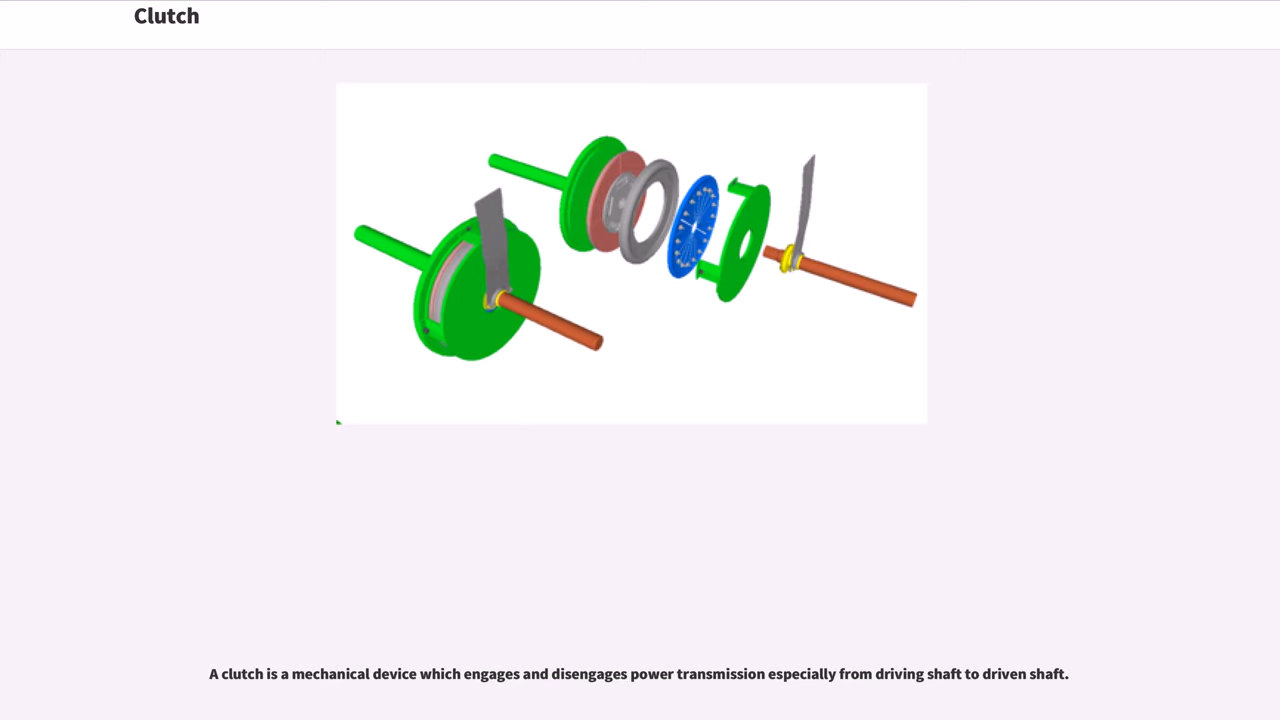 Clutch
A clutch is a mechanical device which engages and disengages power transmission especially from driving shaft to driven shaft.